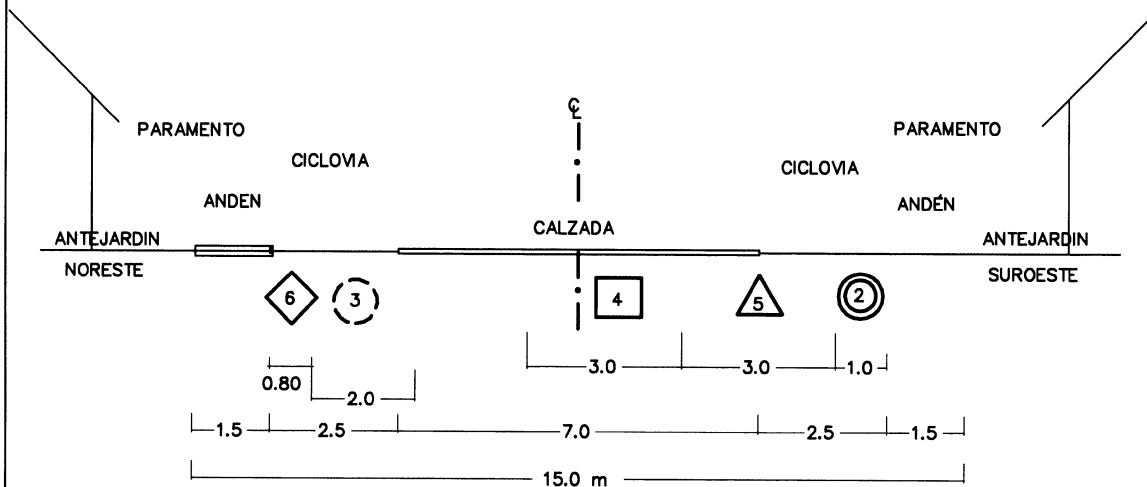 ℄
PARAMENTO
PARAMENTO
CICLOVIA
CICLOVIA
ANDEN
ANDÉN
CALZADA
ANTEJARDIN
ANTEJARDIN
NORESTE
SUROESTE
6
3
4
5
2
3.0
3.0
1.0
0.80
2.0
1.5
2.5
7.0
2.5
1.5
15.0 m